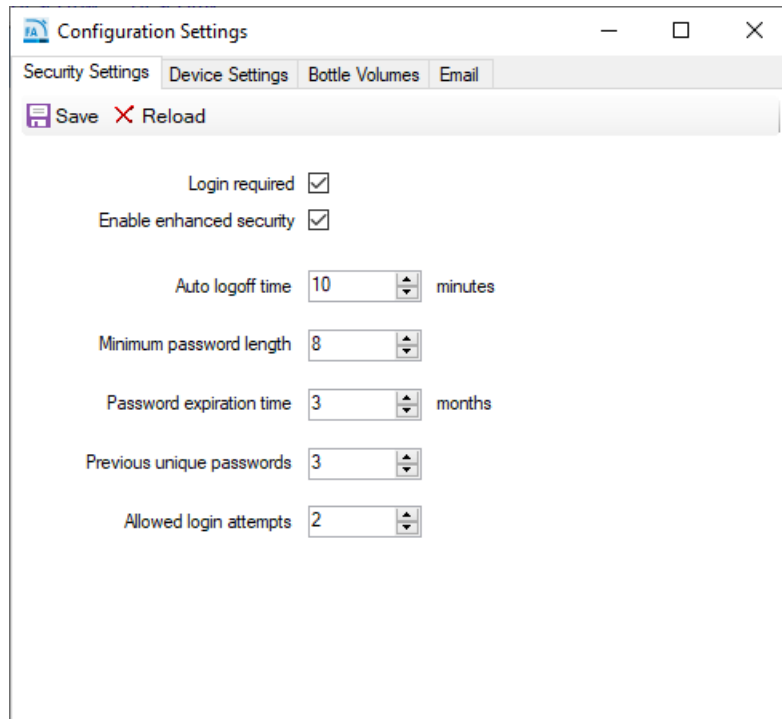 FA Configuration Settings
Security Settings Device Settings Bottle Volumes Email
Save Reload
Login required
Enable enhanced security
Auto logoff time 10 minutes
Minimum password length 8
Password expiration time 3 months
Previous unique passwords 3
Allowed login attempts 2